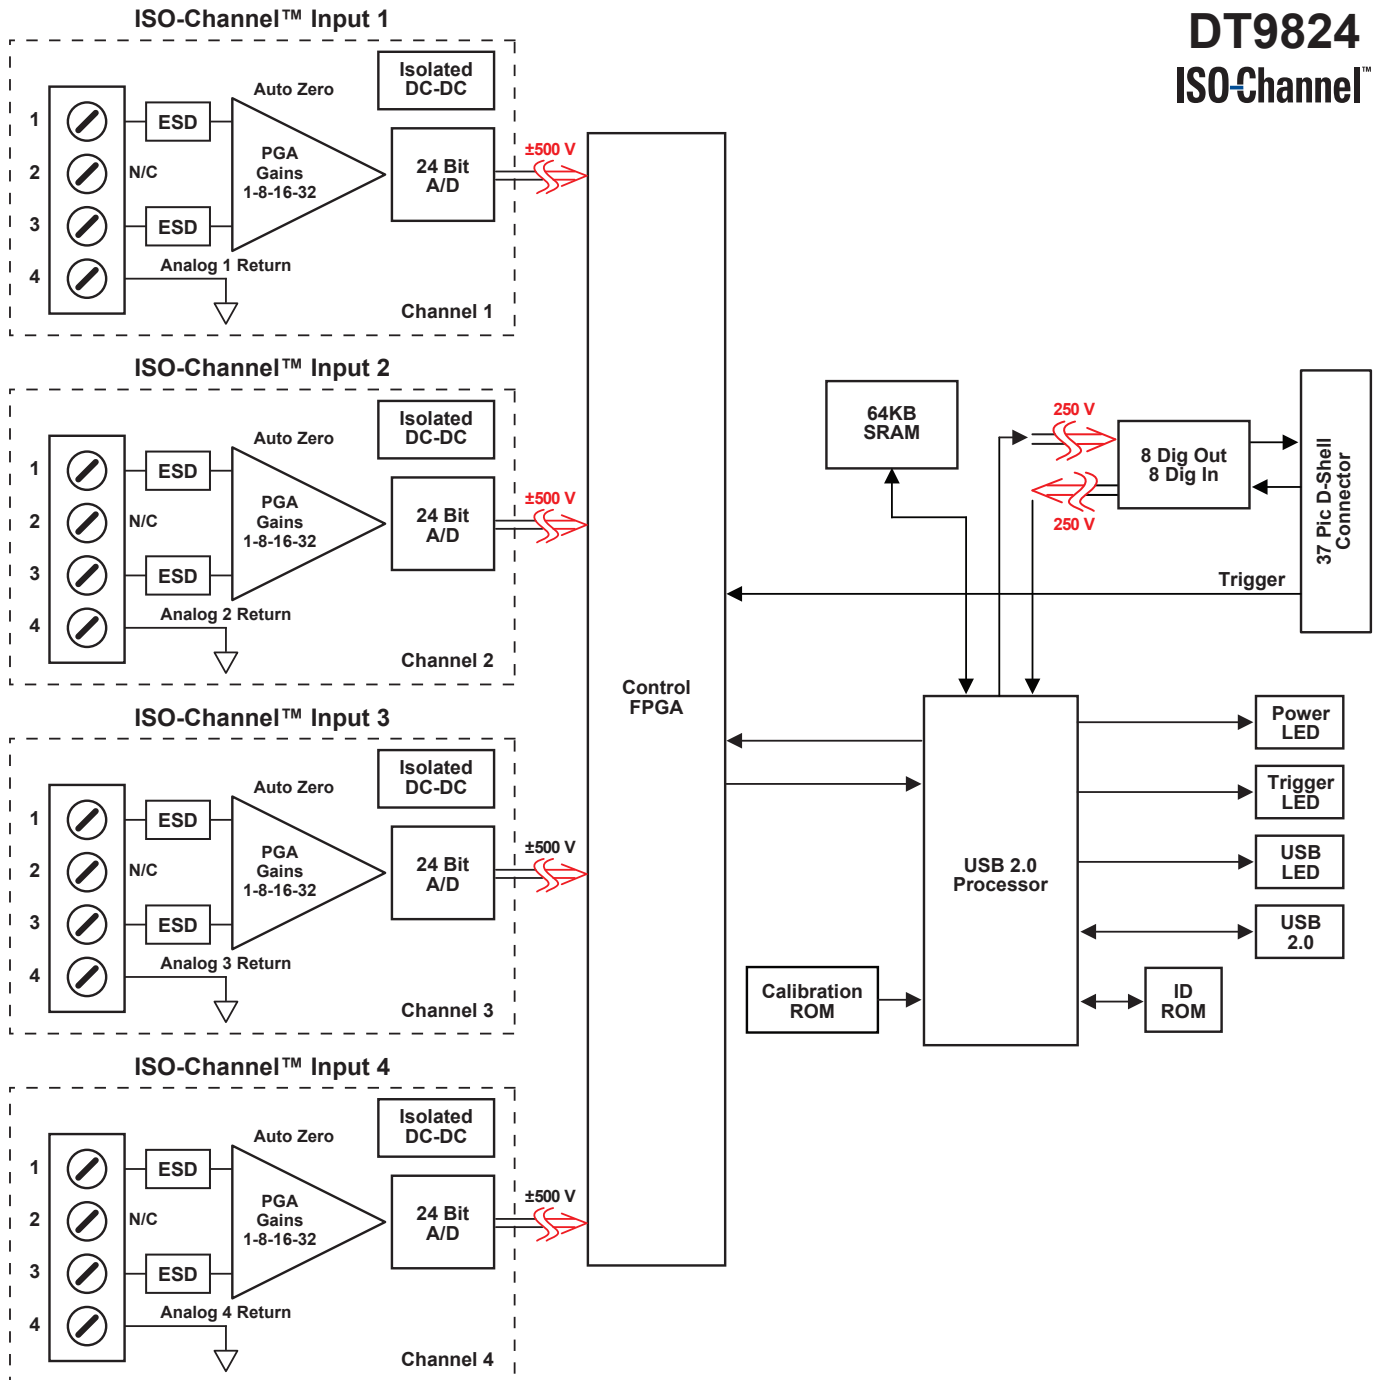 DT9824
ISO-Channel™
ISO-Channel™ Input 1
Isolated
DC-DC
Auto Zero
1
ESD
PGA
Gains
1-8-16-32
24 Bit
A/D
±500 V
2
N/C
3
ESD
4
Analog 1 Return
Channel 1
ISO-Channel™ Input 2
Isolated
DC-DC
Auto Zero
1
ESD
PGA
Gains
1-8-16-32
24 Bit
A/D
±500 V
2
N/C
3
ESD
4
Analog 2 Return
Channel 2
ISO-Channel™ Input 3
Isolated
DC-DC
Auto Zero
1
ESD
PGA
Gains
1-8-16-32
24 Bit
A/D
±500 V
2
N/C
3
ESD
4
Analog 3 Return
Channel 3
ISO-Channel™ Input 4
Isolated
DC-DC
Auto Zero
1
ESD
PGA
Gains
1-8-16-32
24 Bit
A/D
±500 V
2
N/C
3
ESD
4
Analog 4 Return
Channel 4
Control
FPGA
64KB
SRAM
250 V
250 V
8 Dig Out
8 Dig In
37 Pic D-Shell
Connector
Trigger
USB 2.0
Processor
Power
LED
Trigger
LED
USB
LED
USB
2.0
Calibration
ROM
ID
ROM